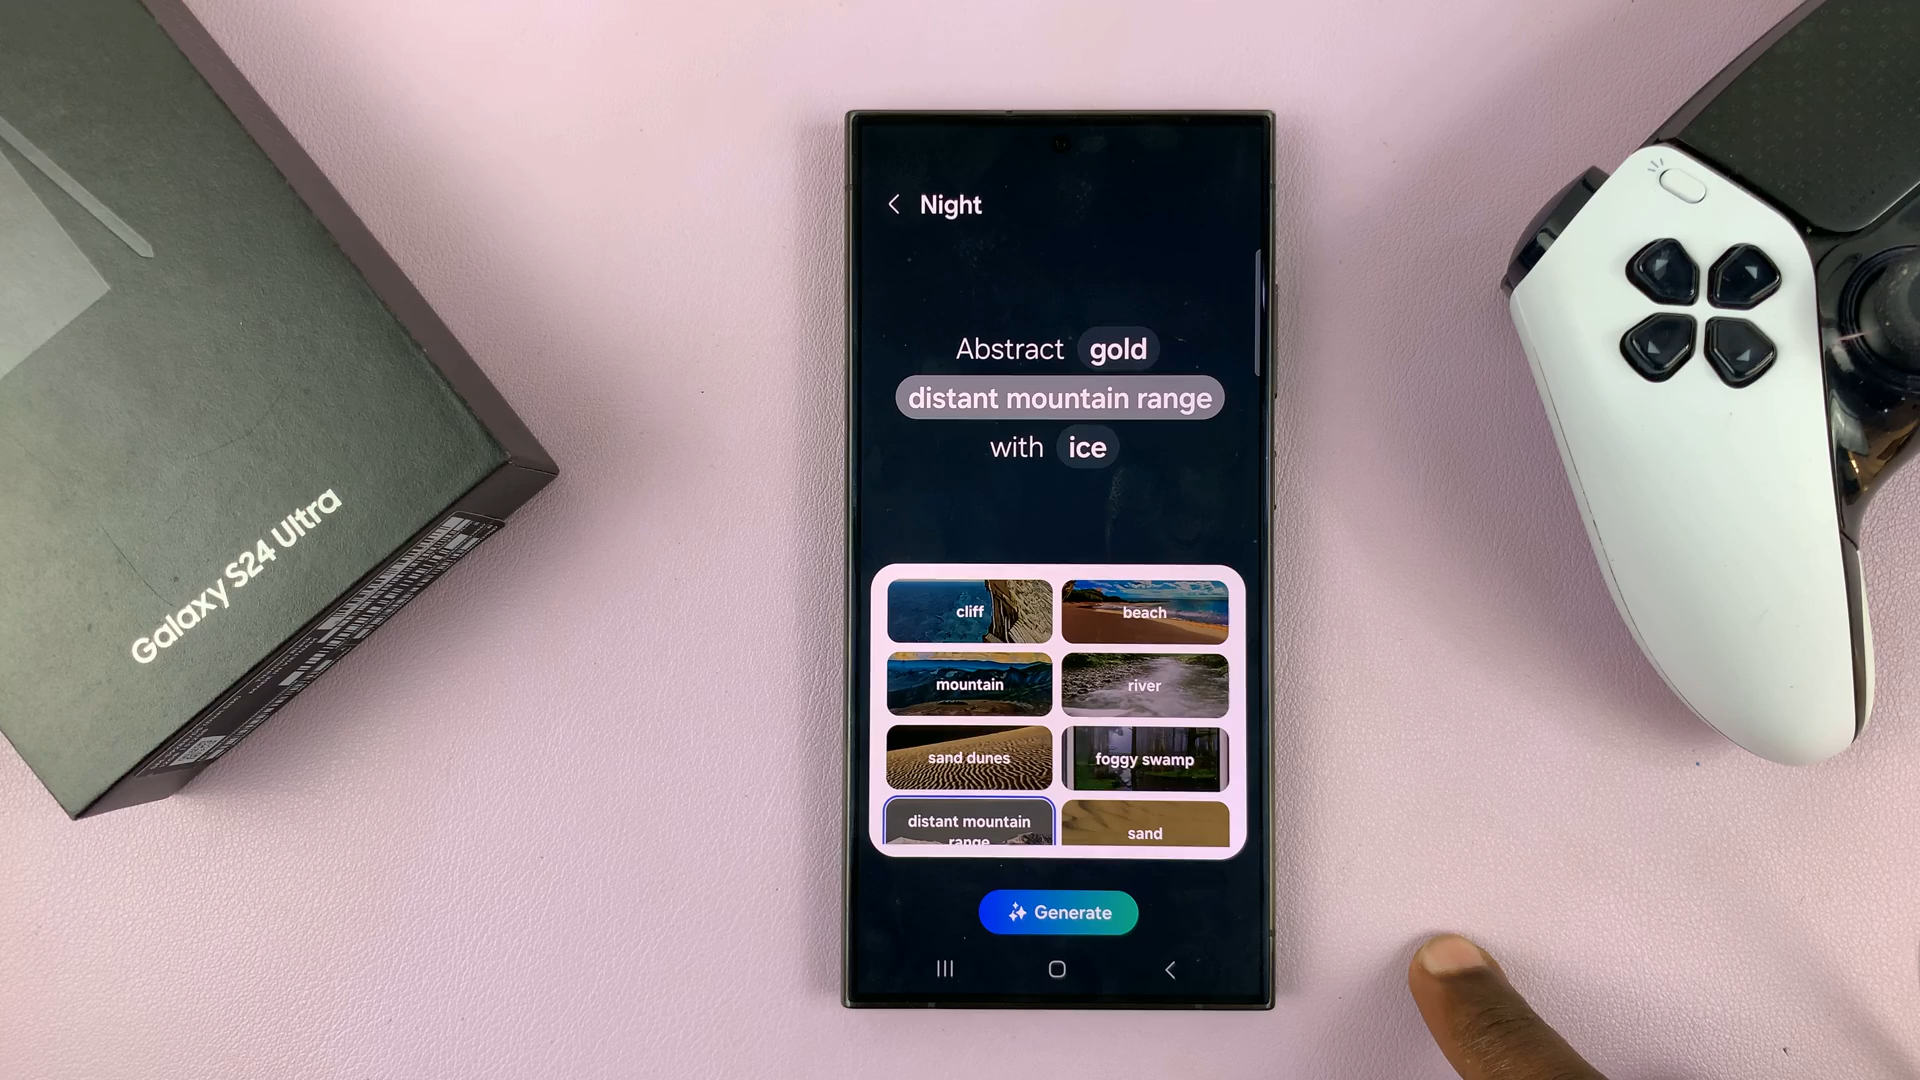 Night
Abstract gold
distant mountain range
with ice
cliff
beach
mountain
river
sand dunes
foggy swamp
distant mountain
range
sand
Generate
Galaxy S24 Ultra